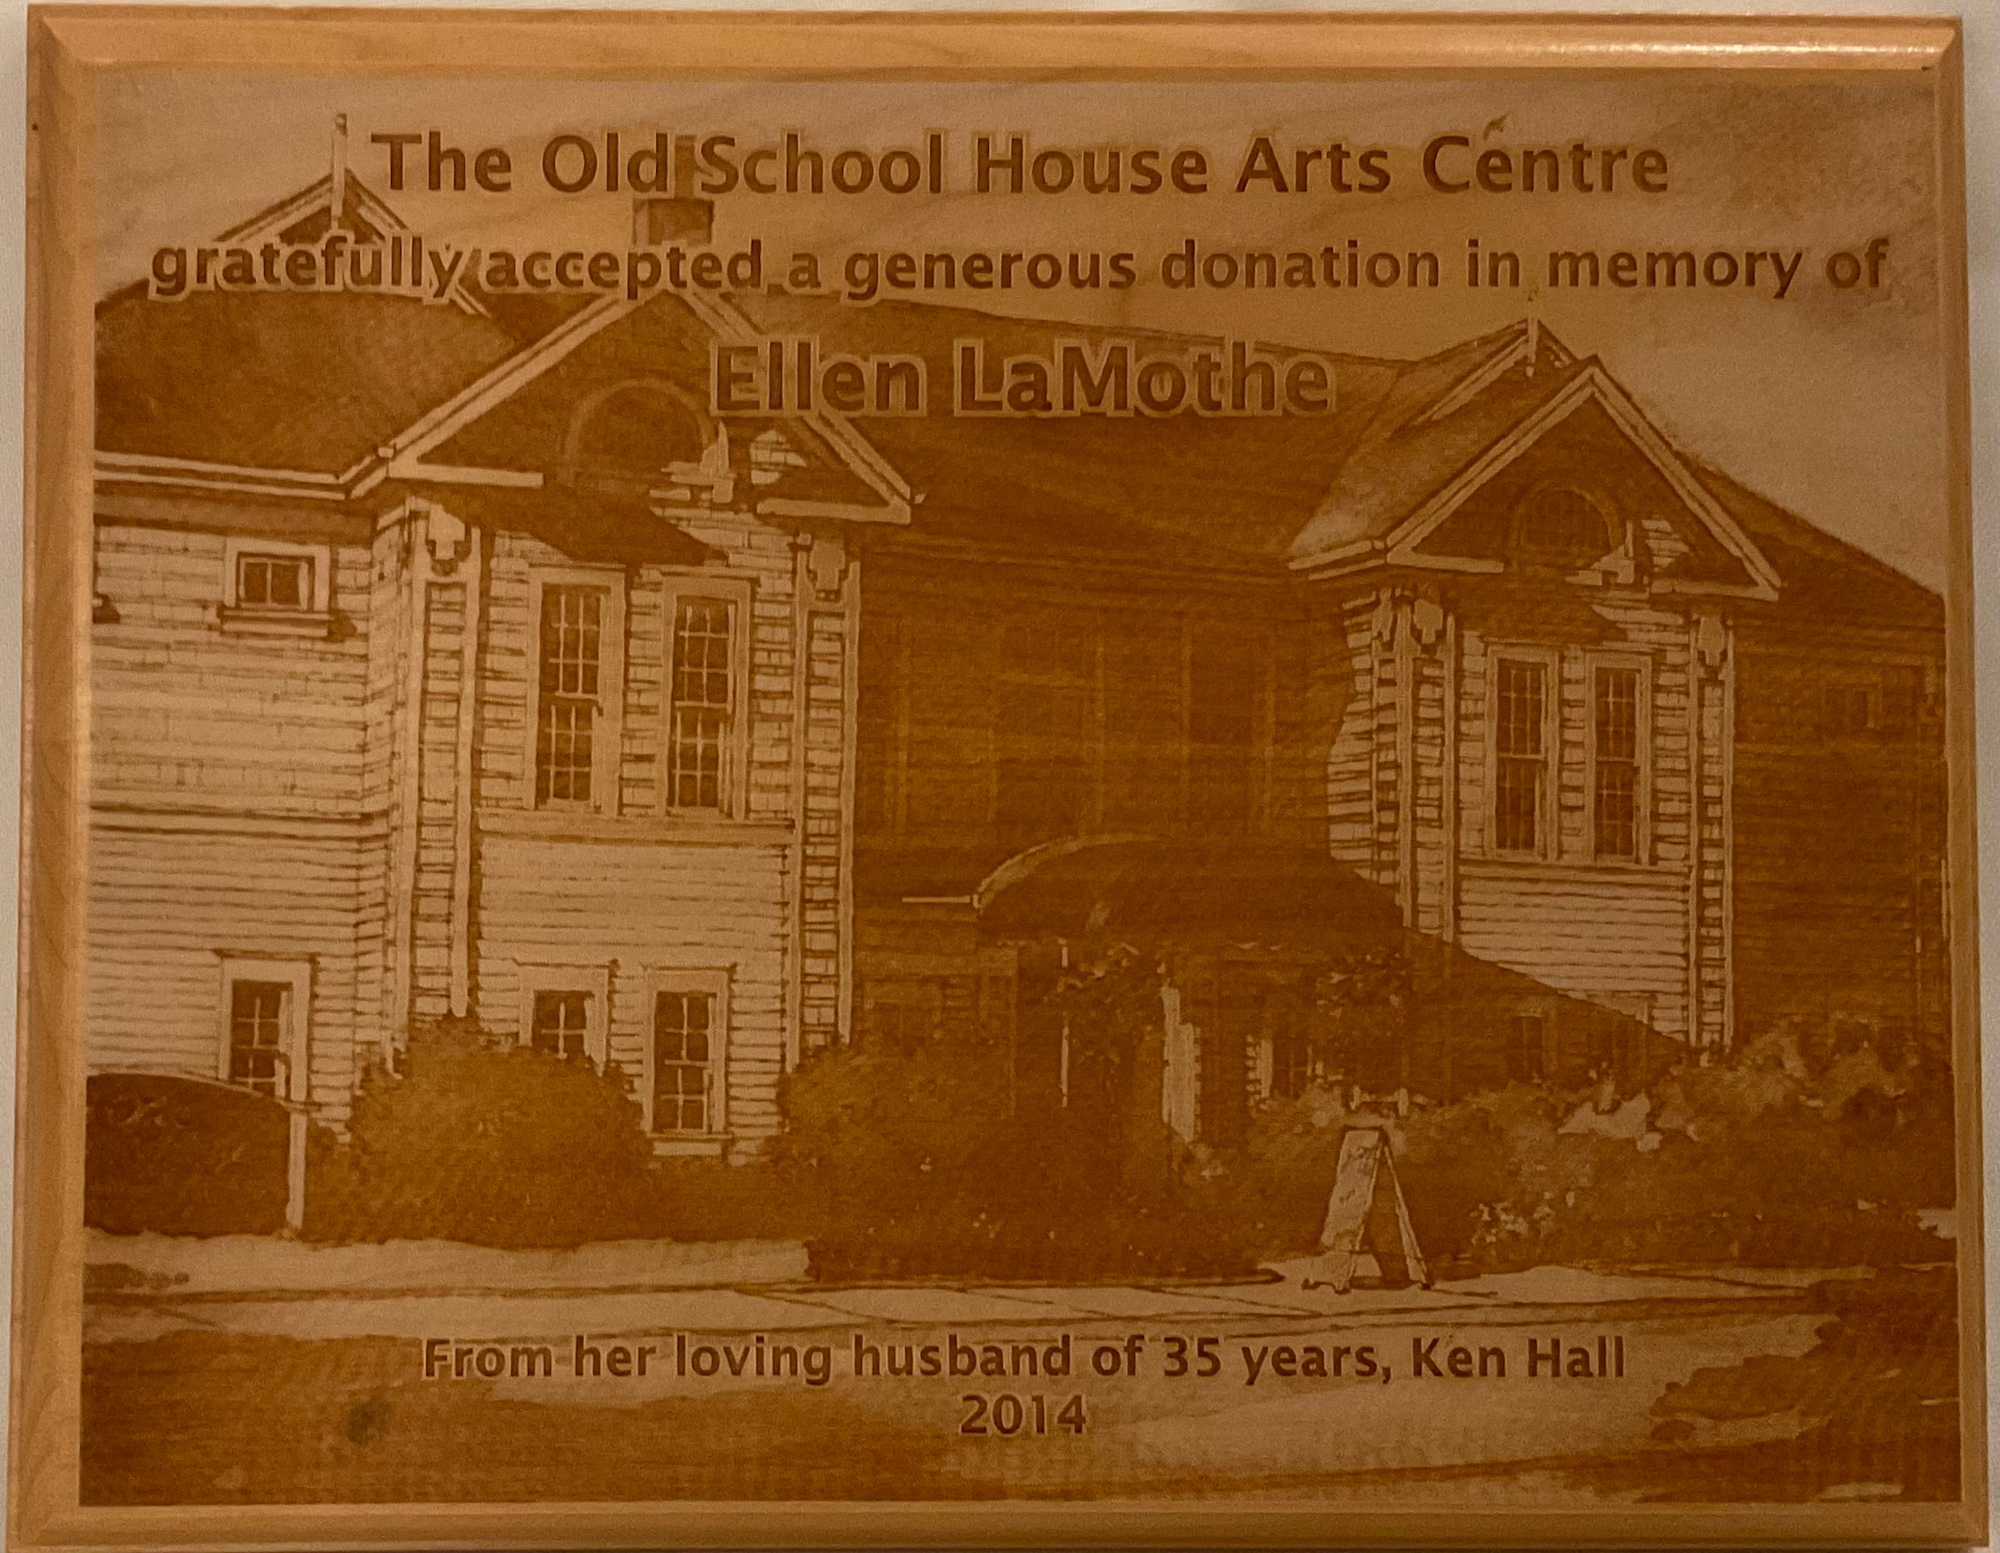 The Old School House Arts Centre
gratefully accepted a generous donation in memory of
Ellen LaMothe
From her loving husband of 35 years, Ken Hall
2014